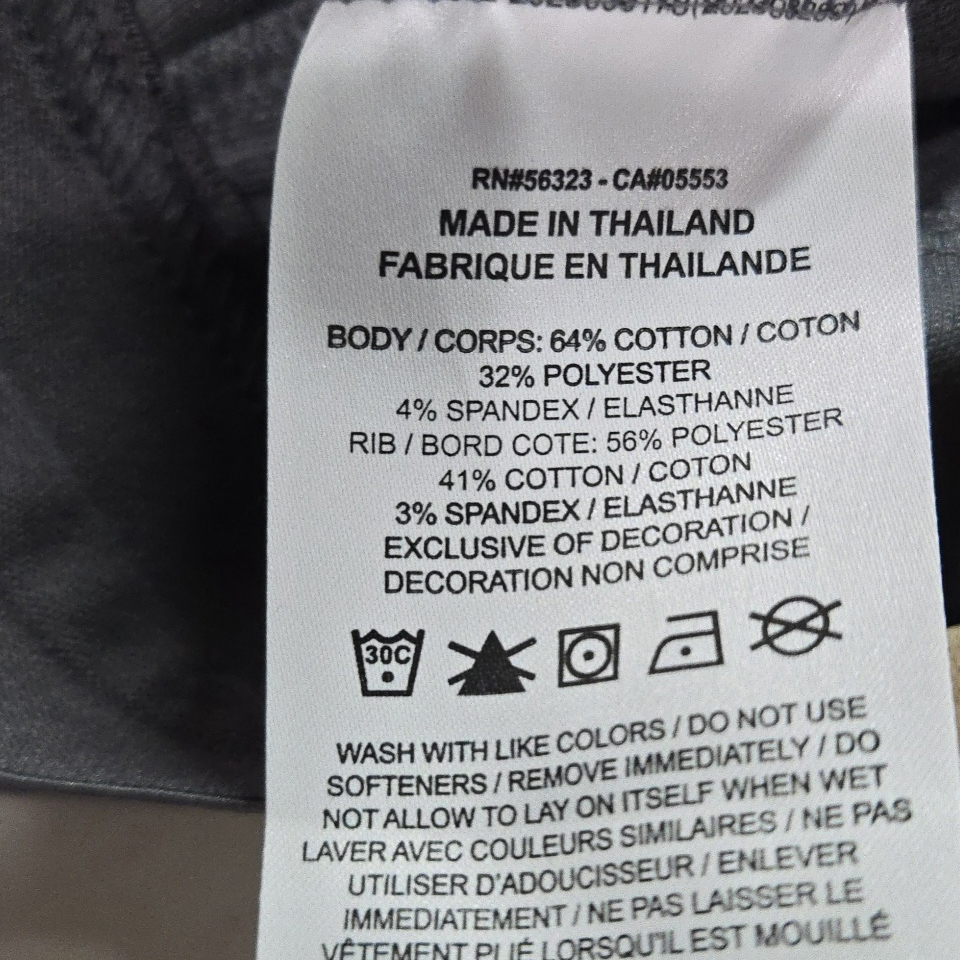 RN#56323 - CA#05553
MADE IN THAILAND
FABRIQUE EN THAILANDE
BODY / CORPS: 64% COTTON / COTON
32% POLYESTER
4% SPANDEX / ELASTHANNE
RIB / BORD COTE: 56% POLYESTER
41% COTTON / COTON
3% SPANDEX / ELASTHANNE
EXCLUSIVE OF DECORATION /
DECORATION NON COMPRISE
30C
WASH WITH LIKE COLORS / DO NOT USE
SOFTENERS / REMOVE IMMEDIATELY / DO
NOT ALLOW TO LAY ON ITSELF WHEN WET
LAVER AVEC COULEURS SIMILAIRES / NE PAS
UTILISER D'ADOUCISSEUR / ENLEVER
IMMEDIATEMENT / NE PAS LAISSER LE
VÊTEMENT PLIÉ LORSQU'IL EST MOUILLÉ